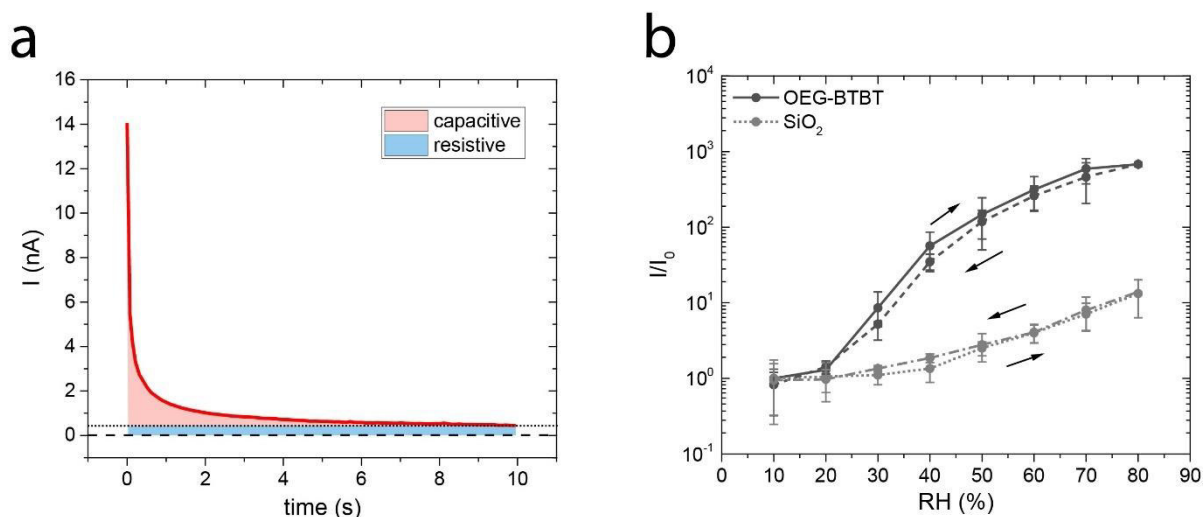 a
16
14
12
10
8
6
4
2
0
I (nA)
capacitive
resistive
0 2 4 6 8 10
time (s)
b
10⁴
10³
10²
10¹
10⁰
10⁻¹
I/I₀
OEG-BTBT
SiO₂
0 10 20 30 40 50 60 70 80 90
RH (%)